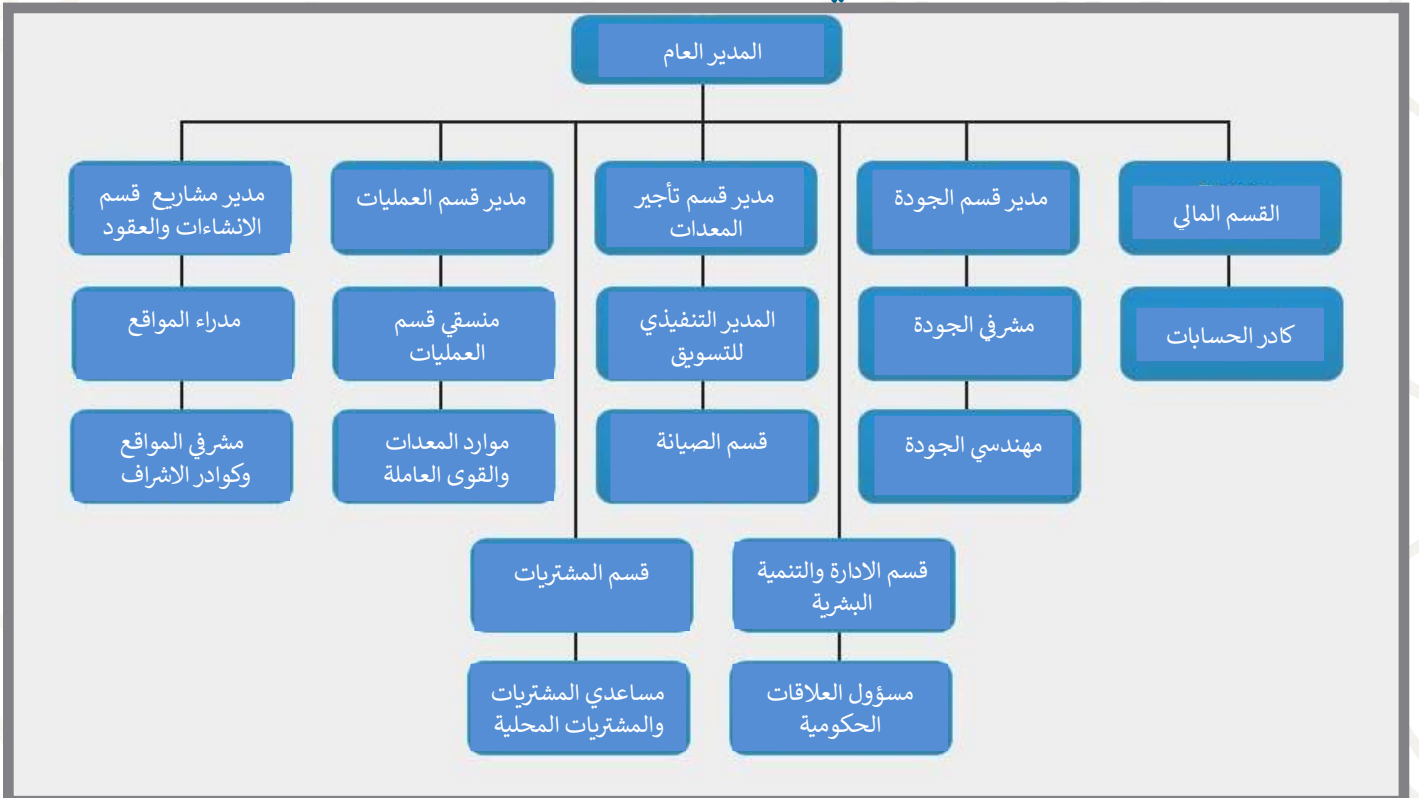 المدير العام
القسم المالي
مدير قسم الجودة
مدير قسم تأجير
المعدات
مدير قسم العمليات
مدير مشاريع قسم
الانشاءات والعقود
كادر الحسابات
مشرفي الجودة
المدير التنفيذي
للتسويق
منسقي قسم
العمليات
مدراء المواقع
مهندسي الجودة
قسم الصيانة
موارد المعدات
والقوى العاملة
مشرفي المواقع
وكوادر الاشراف
قسم الادارة والتنمية
البشرية
قسم المشتريات
مسؤول العلاقات
الحكومية
مساعدي المشتريات
والمشتريات المحلية